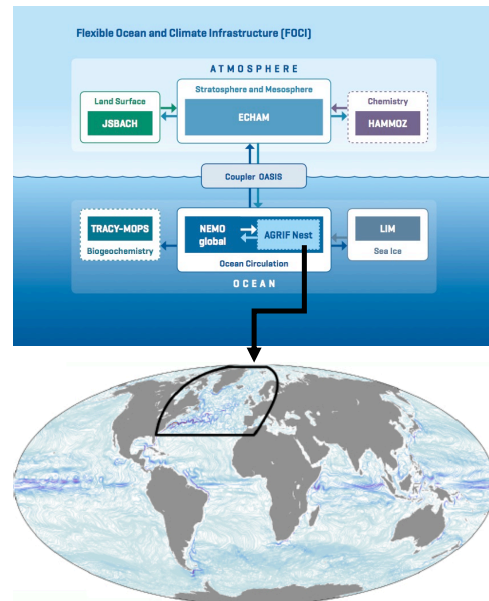 Flexible Ocean and Climate Infrastructure (FOCI)
ATMOSPHERE
Land Surface
JSBACH
Stratosphere and Mesosphere
ECHAM
Chemistry
HAMMOZ
Coupler OASIS
TRACY-MOPS
Biogeochemistry
NEMO
global
AGRIF Nest
Ocean Circulation
LIM
Sea Ice
OCEAN